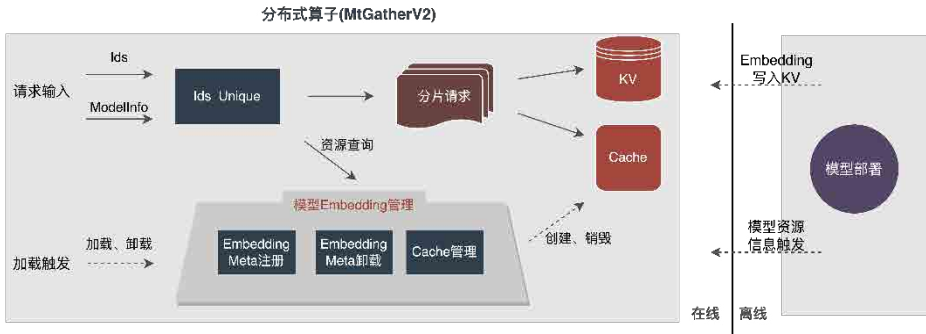 分布式算子(MtGatherV2)
请求输入
Ids
ModelInfo
Ids Unique
分片请求
KV
Cache
资源查询
模型Embedding管理
加载触发
加载、卸载
Embedding
Meta注册
Embedding
Meta卸载
Cache管理
创建、销毁
Embedding
写入KV
模型部署
模型资源
信息触发
在线
离线